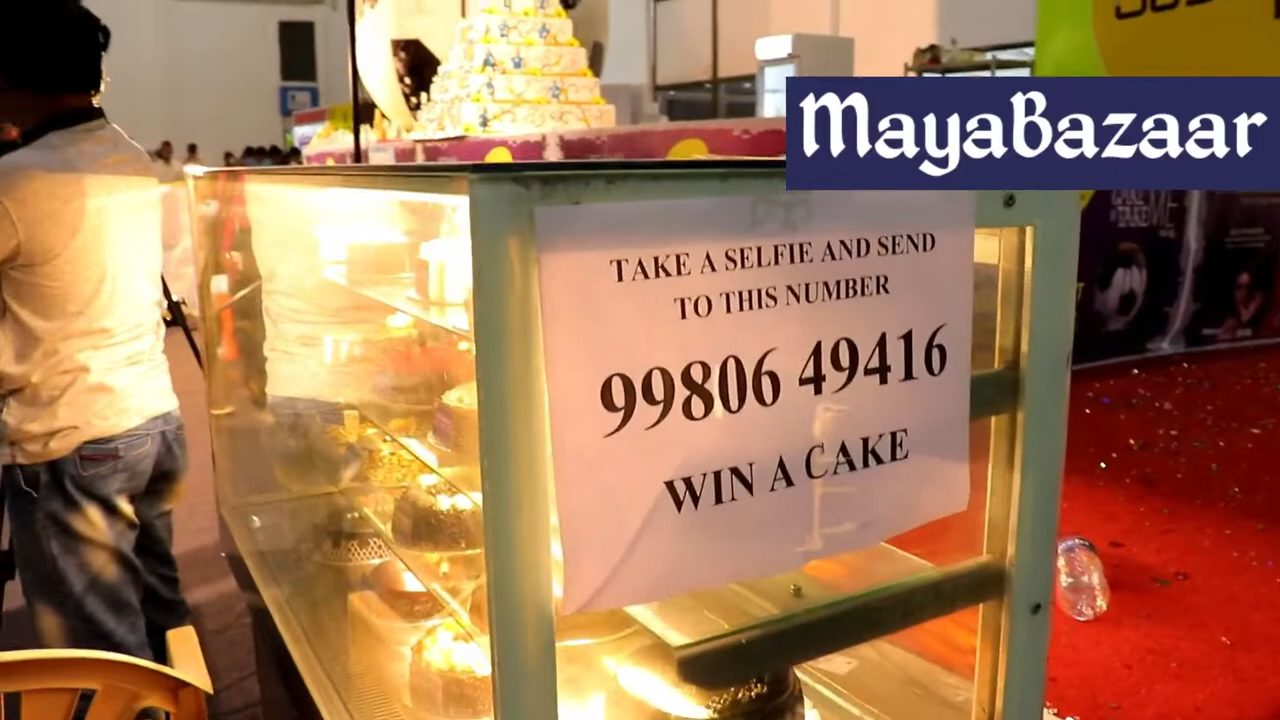 MayaBazaar
TAKE A SELFIE AND SEND
TO THIS NUMBER
99806 49416
WIN A CAKE